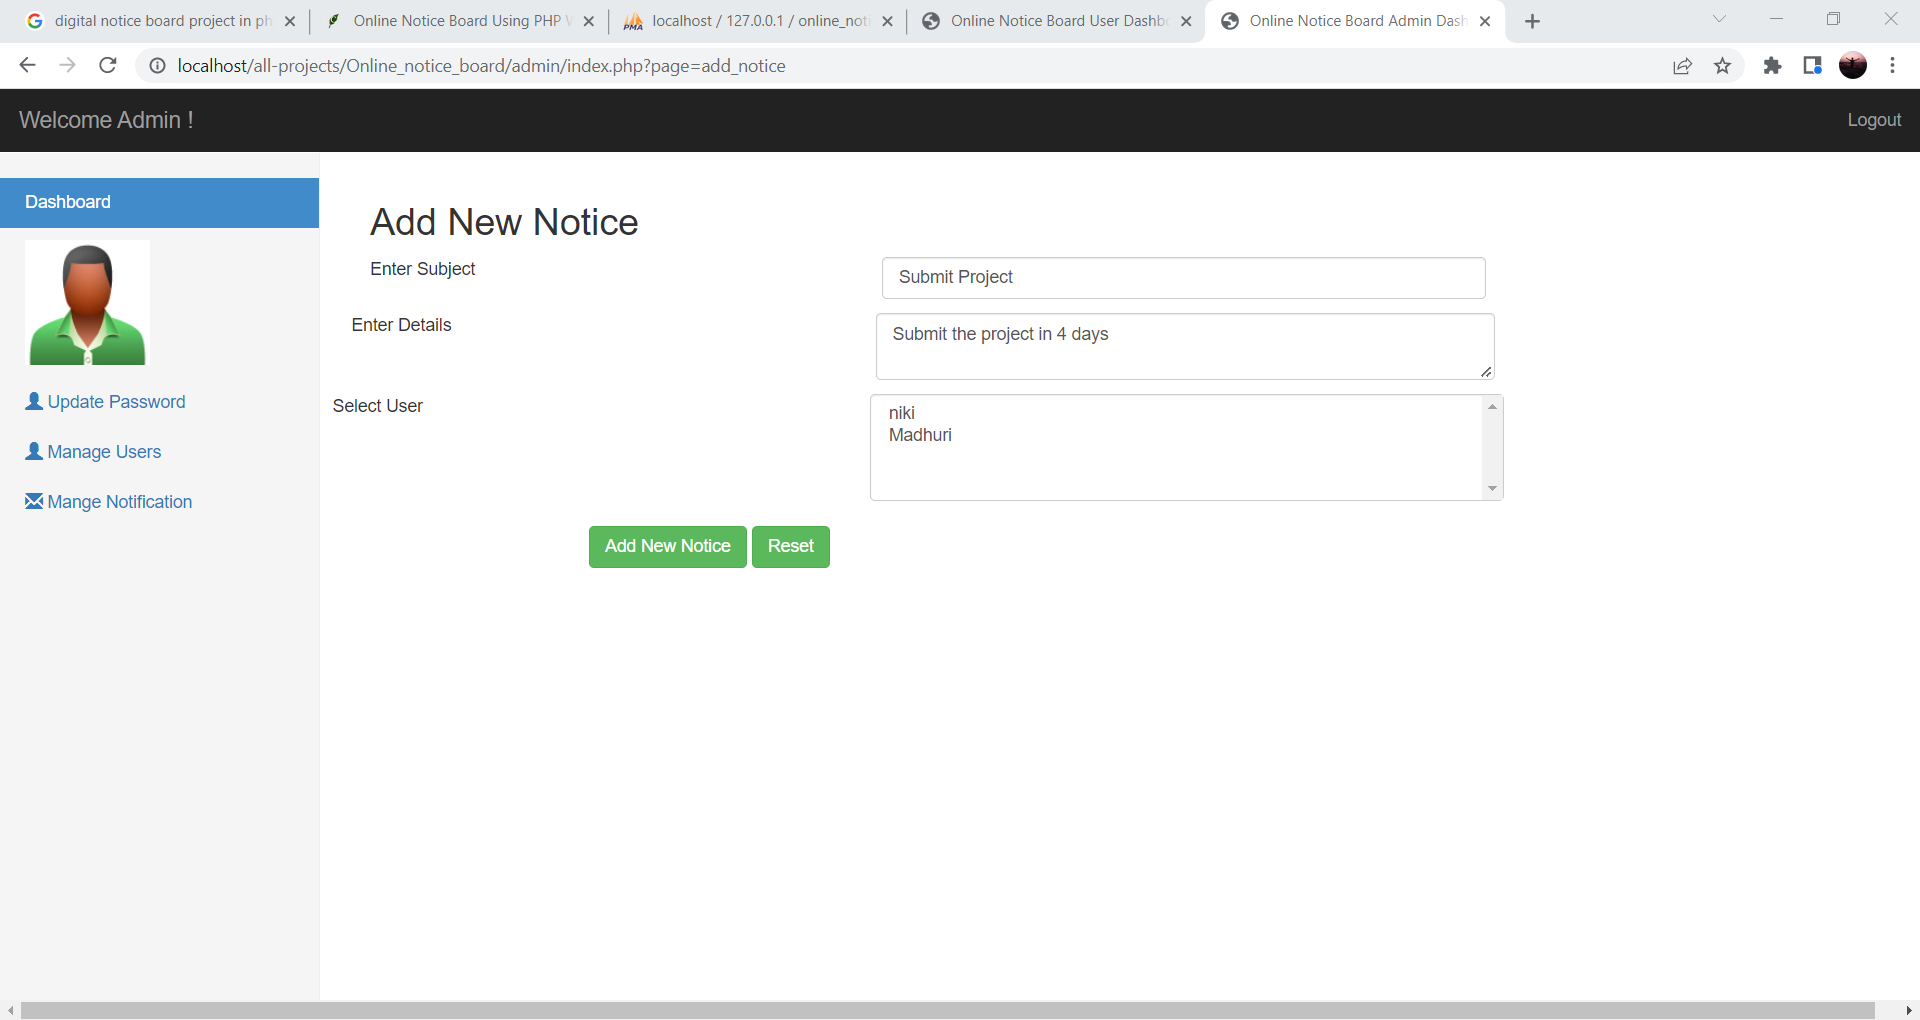 digital notice board project in ph
Online Notice Board Using PHP
PMA
localhost / 127.0.0.1 / online_noti
Online Notice Board User Dashb
Online Notice Board Admin Dash
localhost/all-projects/Online_notice_board/admin/index.php?page=add_notice
Welcome Admin !
Logout
Dashboard
Add New Notice
Enter Subject
Submit Project
Enter Details
Submit the project in 4 days
Select User
niki
Madhuri
Update Password
Manage Users
Mange Notification
Add New Notice
Reset